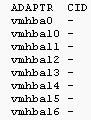 ADAPTR CID
vmhba0 -
vmhba10 -
vmhba11 -
vmhba12 -
vmhba13 -
vmhba14 -
vmhba15 -
vmhba16 -